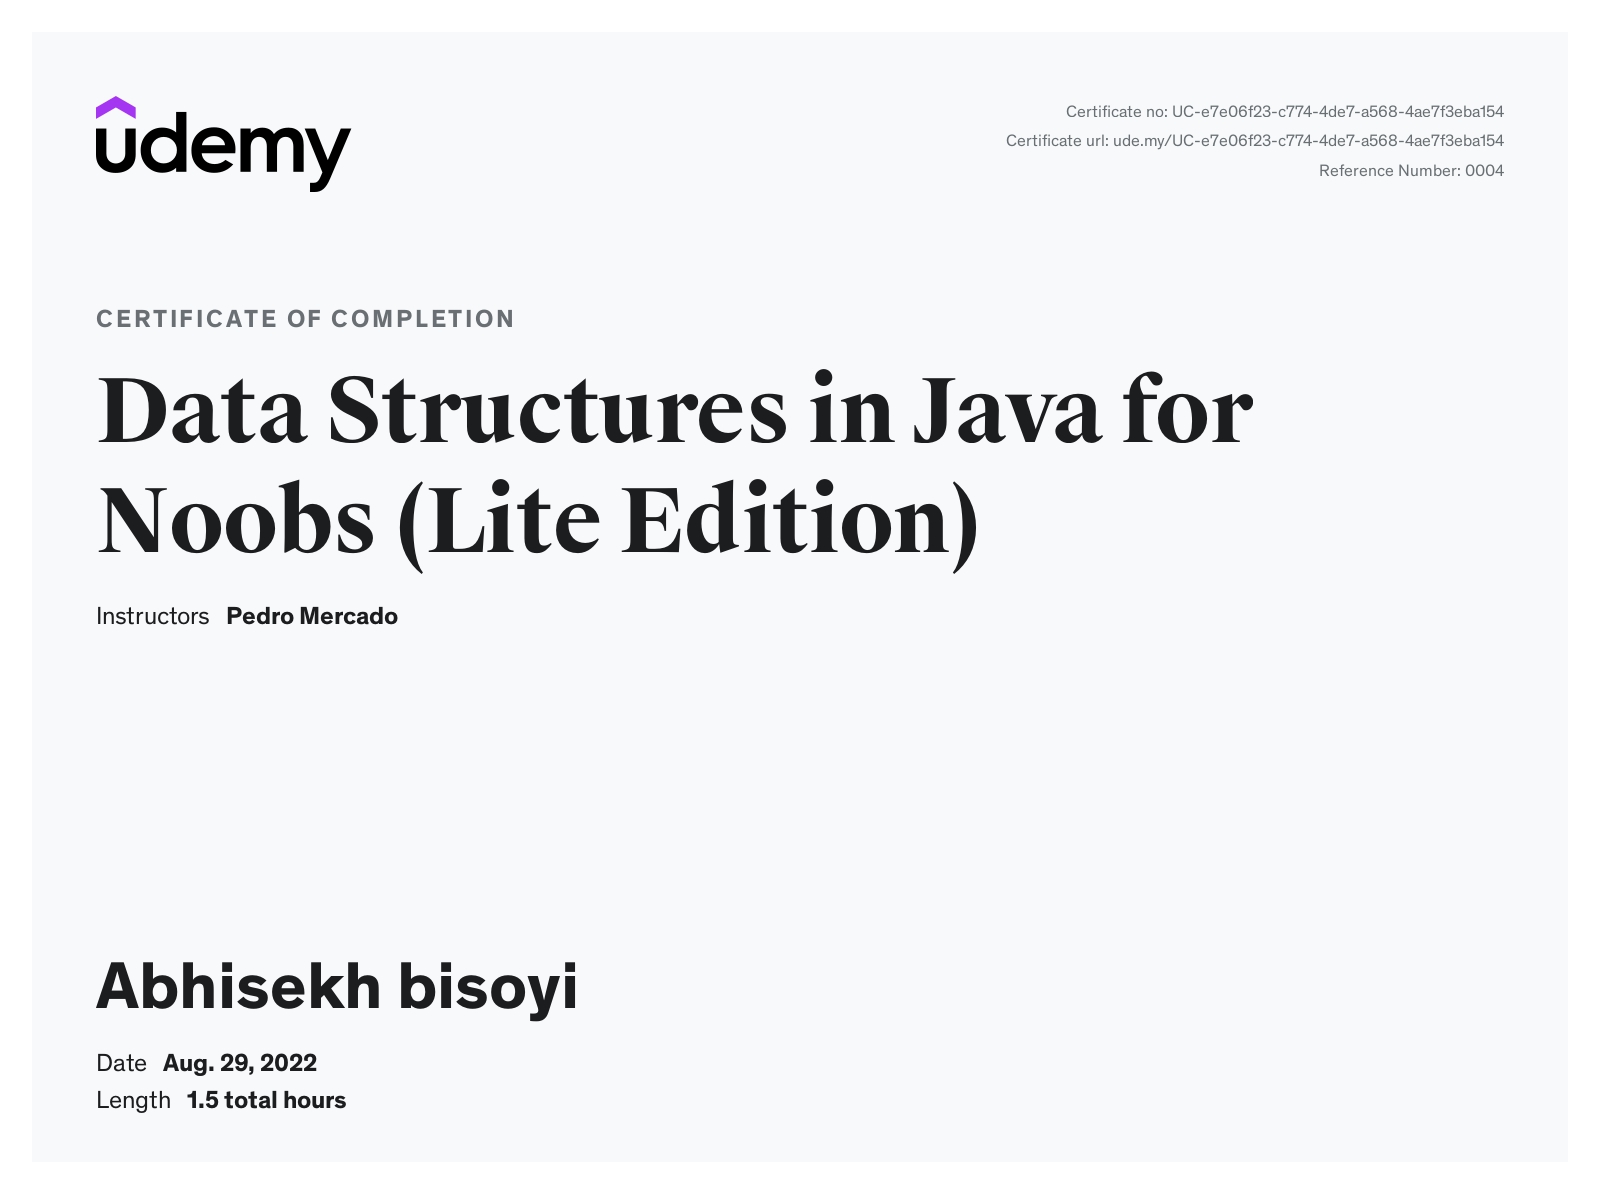 udemy
Certificate no: UC-e7e06f23-c774-4de7-a568-4ae7f3eba154
Certificate url: ude.my/UC-e7e06f23-c774-4de7-a568-4ae7f3eba154
Reference Number: 0004
CERTIFICATE OF COMPLETION
Data Structures in Java for
Noobs (Lite Edition)
Instructors Pedro Mercado
Abhisekh bisoyi
Date Aug. 29, 2022
Length 1.5 total hours